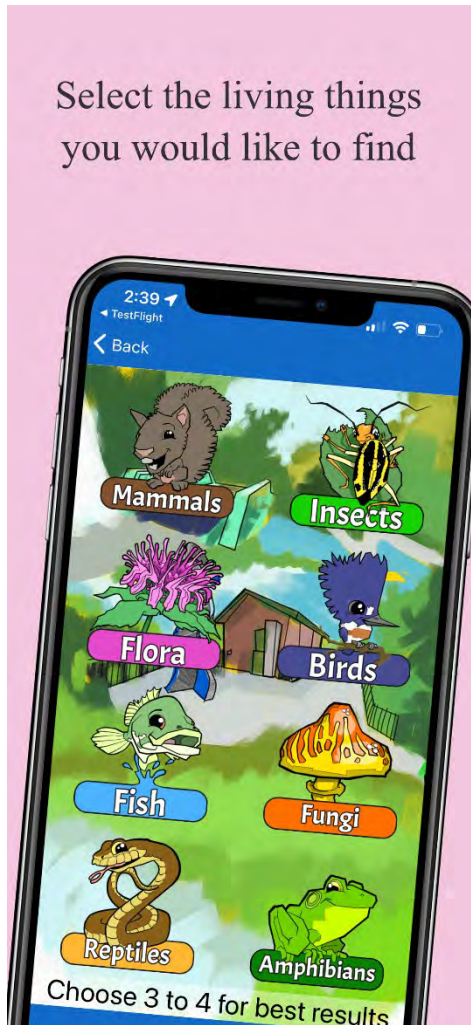 Select the living things
you would like to find
2:39
◀ TestFlight
Back
Mammals
Insects
Flora
Birds
Fish
Fungi
Reptiles
Amphibians
Choose 3 to 4 for best results